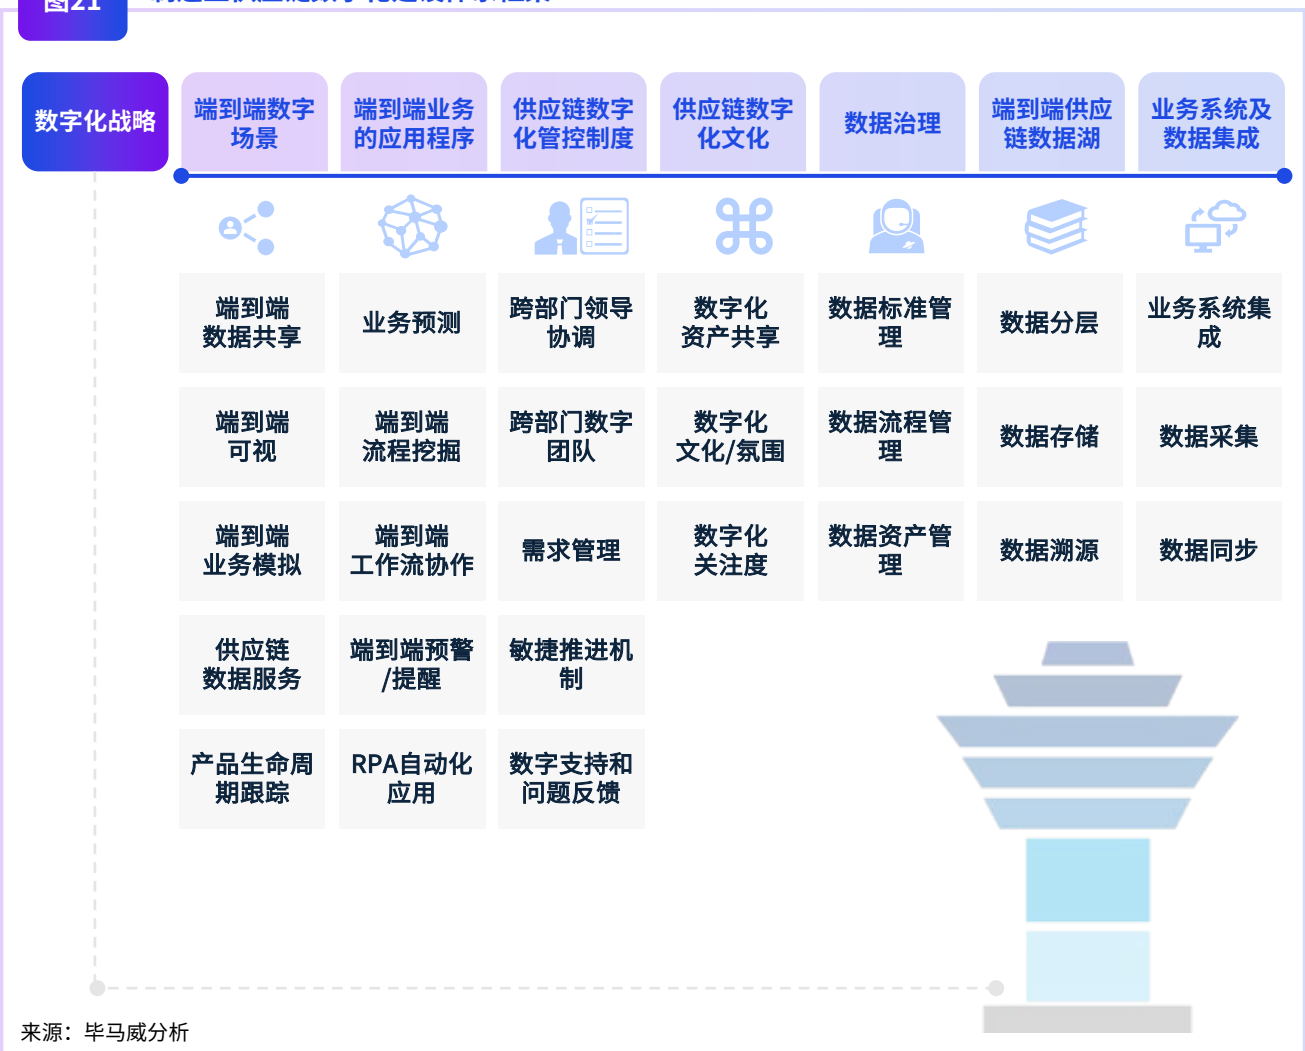 图21
数字化战略
端到端数字
场景
端到端业务
的应用程序
供应链数字
化管控制度
供应链数字
化文化
数据治理
端到端供应
链数据湖
业务系统及
数据集成
端到端
数据共享
业务预测
跨部门领导
协调
数字化
资产共享
数据标准管
理
数据分层
业务系统集
成
端到端
可视
端到端
流程挖掘
跨部门数字
团队
数字化
文化/氛围
数据流程管
理
数据存储
数据采集
端到端
业务模拟
端到端
工作流协作
需求管理
数字化
关注度
数据资产管
理
数据溯源
数据同步
供应链
数据服务
端到端预警
/提醒
敏捷推进机
制
产品生命周
期跟踪
RPA自动化
应用
数字支持和
问题反馈
来源：毕马威分析